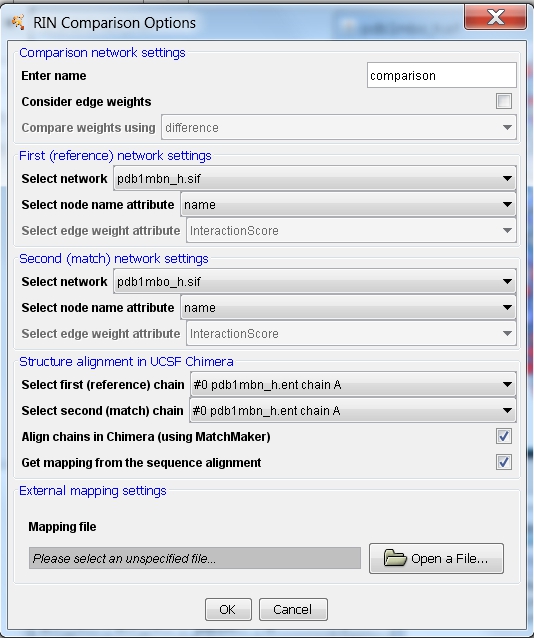 RIN Comparison Options
Comparison network settings
Enter name comparison
Consider edge weights
Compare weights using difference
First (reference) network settings
Select network pdb1mbn_h.sif
Select node name attribute name
Select edge weight attribute InteractionScore
Second (match) network settings
Select network pdb1mbo_h.sif
Select node name attribute name
Select edge weight attribute InteractionScore
Structure alignment in UCSF Chimera
Select first (reference) chain #0 pdb1mbn_h.ent chain A
Select second (match) chain #0 pdb1mbn_h.ent chain A
Align chains in Chimera (using MatchMaker)
Get mapping from the sequence alignment
External mapping settings
Mapping file
Please select an unspecified file... Open a File...
OK Cancel